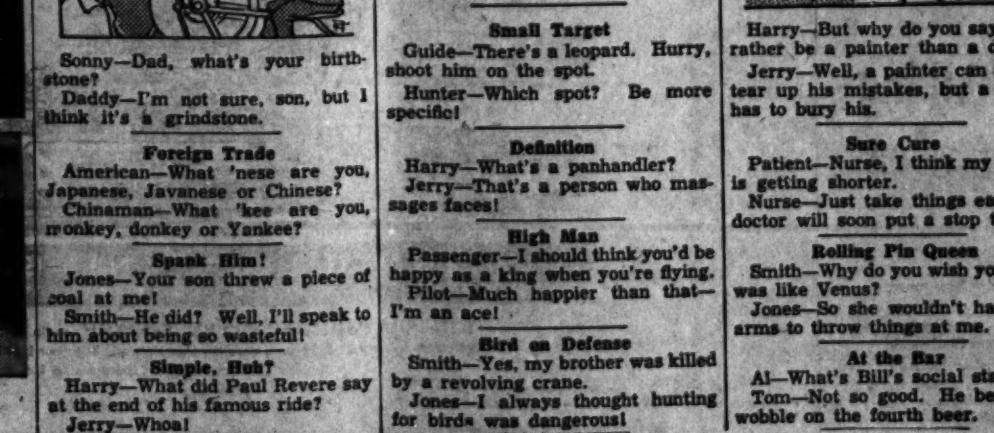 Sonny—Dad, what's your birth-
stone?
Daddy—I'm not sure, son, but I
think it's a grindstone.
Foreign Trade
American—What 'nese are you,
Japanese, Javanese or Chinese?
Chinaman—What 'kee are you,
monkey, donkey or Yankee?
Spank Him!
Jones—Your son threw a piece of
coal at me!
Smith—He did? Well, I'll speak to
him about being so wasteful!
Simple, Huh?
Harry—What did Paul Revere say
at the end of his famous ride?
Jerry—Whoa!
Small Target
Guide—There's a leopard. Hurry,
shoot him on the spot.
Hunter—Which spot? Be more
specific!
Definition
Harry—What's a panhandler?
Jerry—That's a person who mas-
sages faces!
High Man
Passenger—I should think you'd be
happy as a king when you're flying.
Pilot—Much happier than that—
I'm an ace!
Bird on Defense
Smith—Yes, my brother was killed
by a revolving crane.
Jones—I always thought hunting
for birds was dangerous!
Harry—But why do you say
rather be a painter than a
Jerry—Well, a painter can
tear up his mistakes, but a
has to bury his.
Sure Cure
Patient—Nurse, I think my
is getting shorter.
Nurse—Just take things
doctor will soon put a stop
Rolling Pin Queen
Smith—Why do you wish
was like Venus?
Jones—So she wouldn't
arms to throw things at me.
At the Bar
Al—What's Bill's social
Tom—Not so good. He
wobble on the fourth beer.